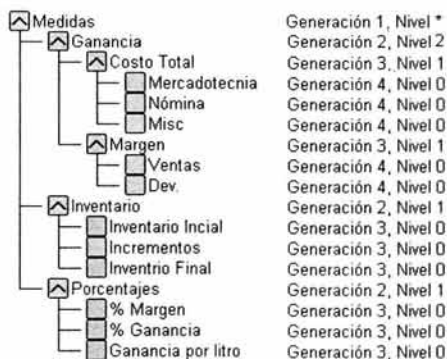 Medidas Generación 1, Nivel *
Ganancia Generación 2, Nivel 2
Costo Total Generación 3, Nivel 1
Mercadotecnia Generación 4, Nivel 0
Nómina Generación 4, Nivel 0
Misc Generación 4, Nivel 0
Margen Generación 3, Nivel 1
Ventas Generación 4, Nivel 0
Dev. Generación 4, Nivel 0
Inventario Generación 2, Nivel 1
Inventario Incial Generación 3, Nivel 0
Incrementos Generación 3, Nivel 0
Inventrio Final Generación 3, Nivel 0
Porcentajes Generación 2, Nivel 1
% Margen Generación 3, Nivel 0
% Ganancia Generación 3, Nivel 0
Ganancia por litro Generación 3, Nivel 0